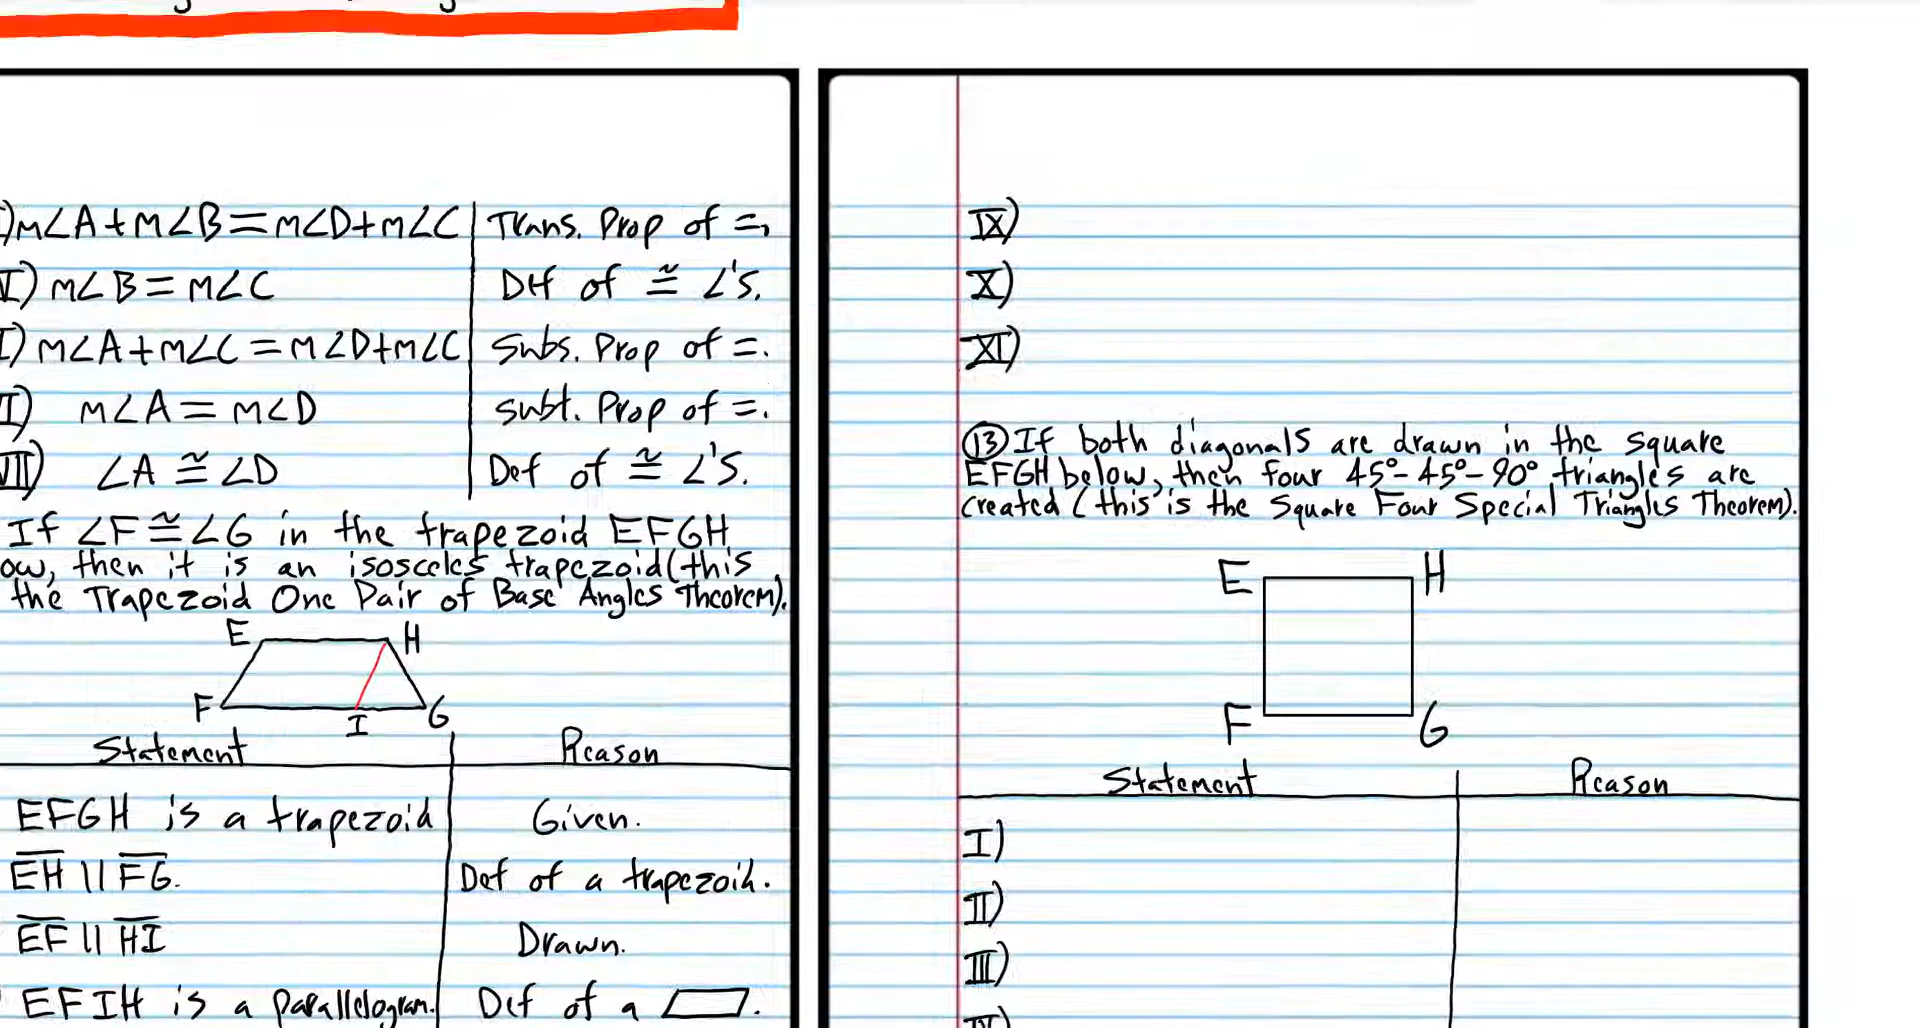 )m∠A+m∠B=m∠D+m∠C Trans. Prop of =.
I) m∠B=m∠C Def of ≅ ∠'s.
I) m∠A+m∠C=m∠D+m∠C Subs. Prop of =.
I) m∠A=m∠D Subt. Prop of =.
VII) ∠A≅∠D Def of ≅ ∠'s.
If ∠F≅∠G in the trapezoid EFGH
ow, then it is an isosceles trapezoid(this
the Trapezoid One Pair of Base Angles Theorem).
E H
F I G
Statement Reason
EFGH is a trapezoid Given.
EH || FG. Def of a trapezoid.
EF || HI Drawn.
EFIH is a parallelogram. Def of a ▱.
IX)
X)
XI)
⑬ If both diagonals are drawn in the square
EFGH below, then four 45°-45°-90° triangles are
created (this is the Square Four Special Triangles Theorem).
E H
F G
Statement Reason
I)
II)
III)